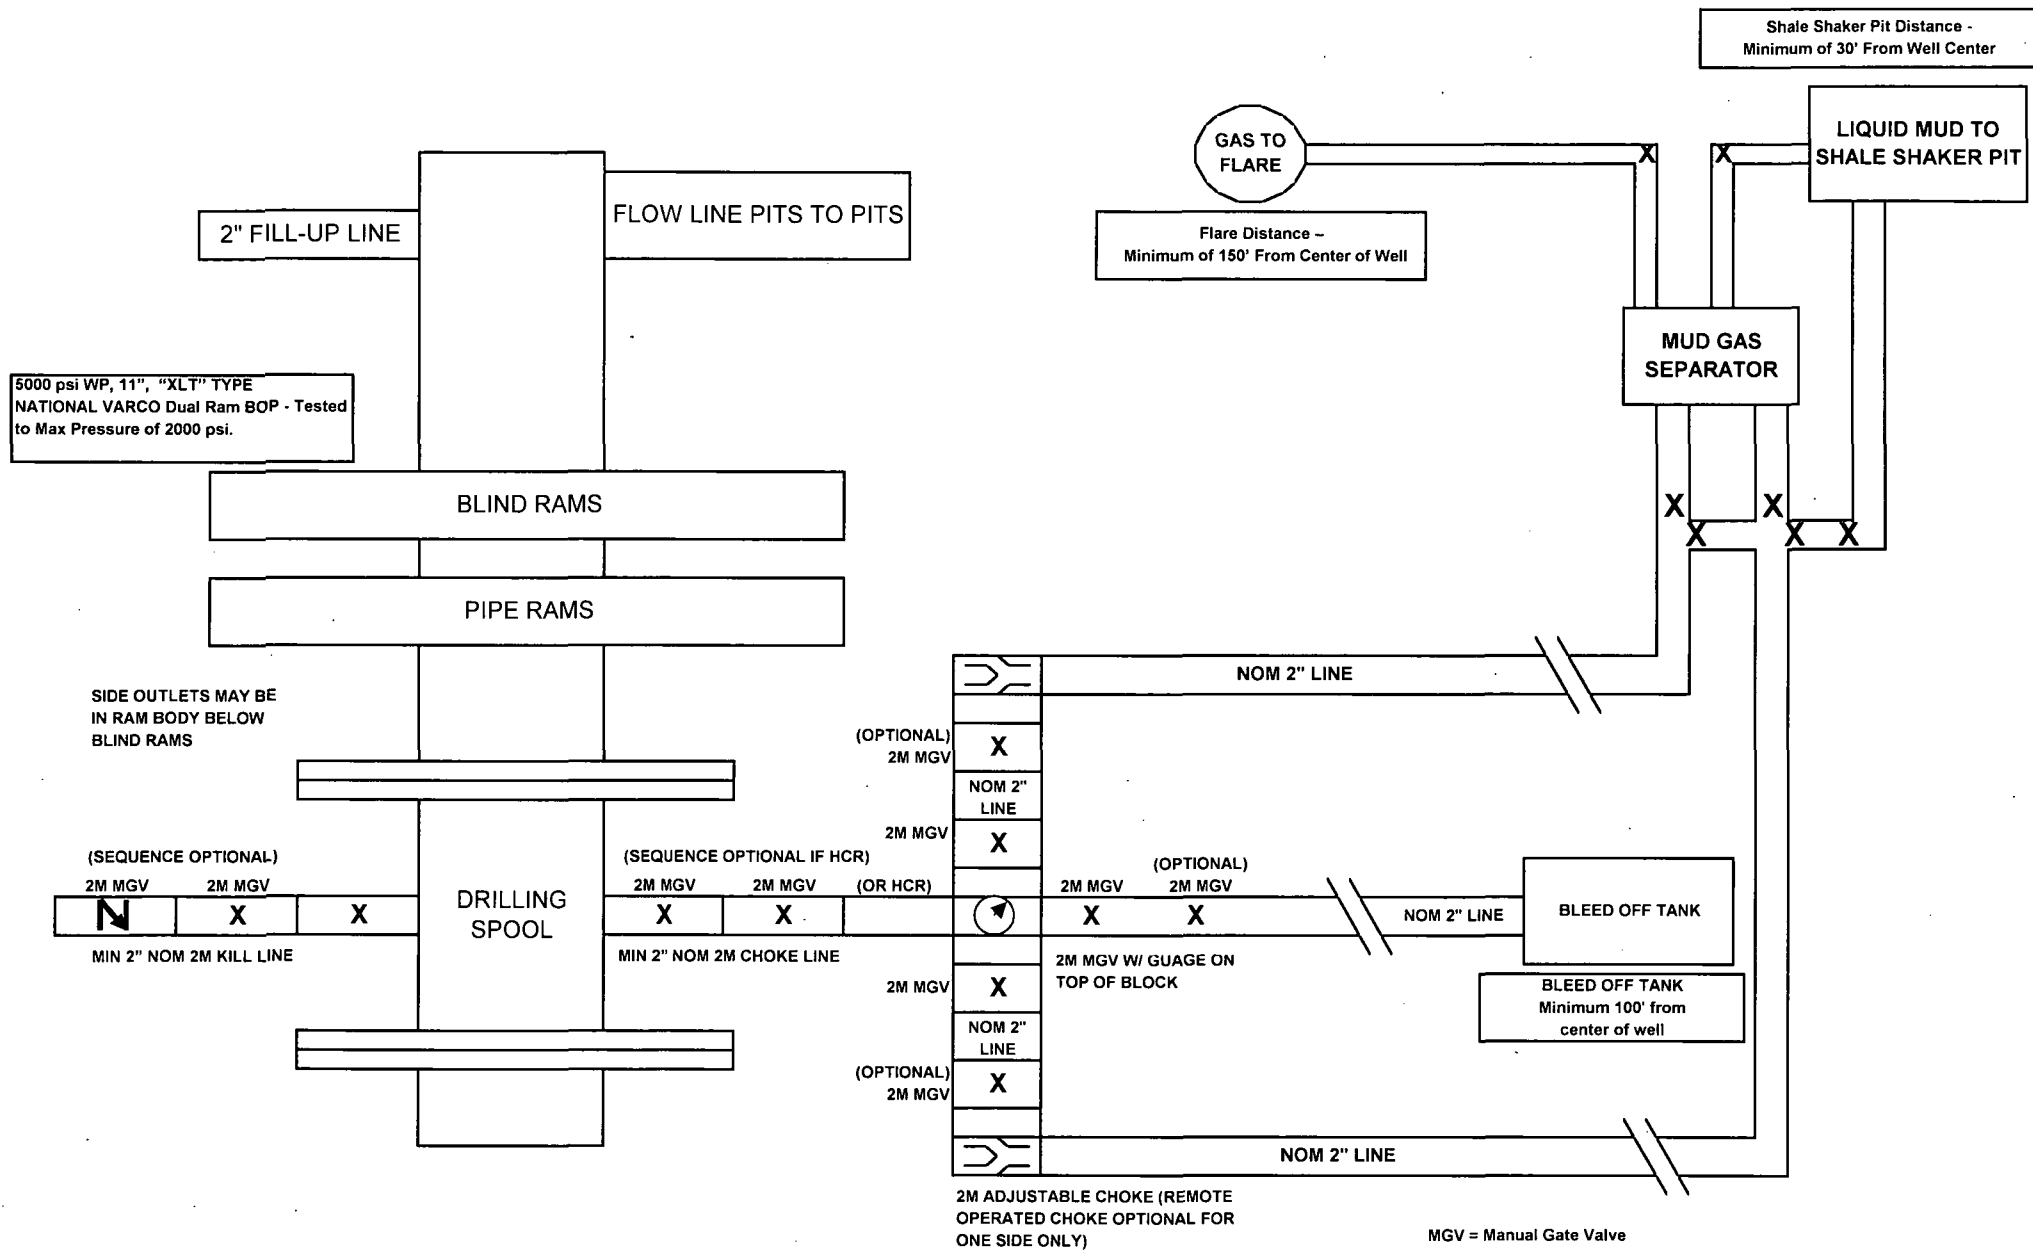 Shale Shaker Pit Distance -
Minimum of 30' From Well Center
LIQUID MUD TO
SHALE SHAKER PIT
GAS TO
FLARE
X
X
Flare Distance –
Minimum of 150' From Center of Well
FLOW LINE PITS TO PITS
2" FILL-UP LINE
MUD GAS
SEPARATOR
5000 psi WP, 11", "XLT" TYPE
NATIONAL VARCO Dual Ram BOP - Tested
to Max Pressure of 2000 psi.
BLIND RAMS
X X
X X X
PIPE RAMS
NOM 2" LINE
SIDE OUTLETS MAY BE
IN RAM BODY BELOW
BLIND RAMS
(OPTIONAL)
2M MGV
X
NOM 2"
LINE
2M MGV
X
(SEQUENCE OPTIONAL)
2M MGV 2M MGV
N X X
MIN 2" NOM 2M KILL LINE
DRILLING
SPOOL
(SEQUENCE OPTIONAL IF HCR)
2M MGV 2M MGV (OR HCR)
X X
MIN 2" NOM 2M CHOKE LINE
(OPTIONAL)
2M MGV 2M MGV
X X
NOM 2" LINE
BLEED OFF TANK
2M MGV W/ GUAGE ON
TOP OF BLOCK
BLEED OFF TANK
Minimum 100' from
center of well
2M MGV
X
NOM 2"
LINE
(OPTIONAL)
2M MGV
X
NOM 2" LINE
2M ADJUSTABLE CHOKE (REMOTE
OPERATED CHOKE OPTIONAL FOR
ONE SIDE ONLY)
MGV = Manual Gate Valve